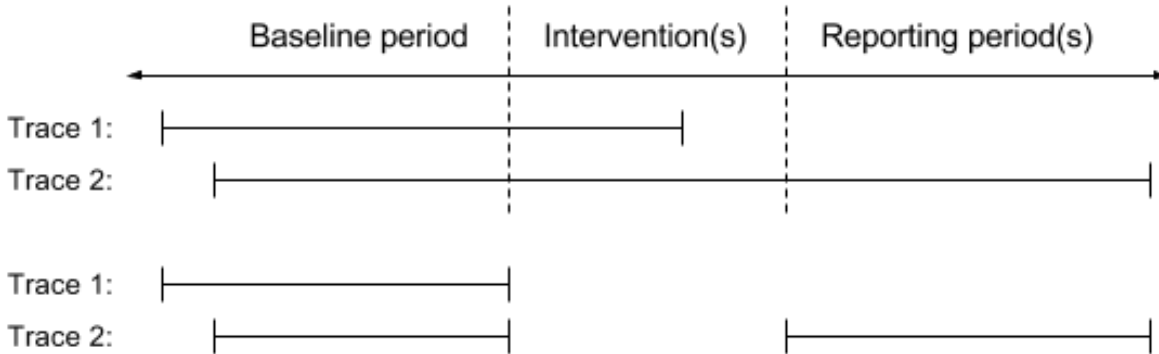 Baseline period Intervention(s) Reporting period(s)
Trace 1:
Trace 2:
Trace 1:
Trace 2: